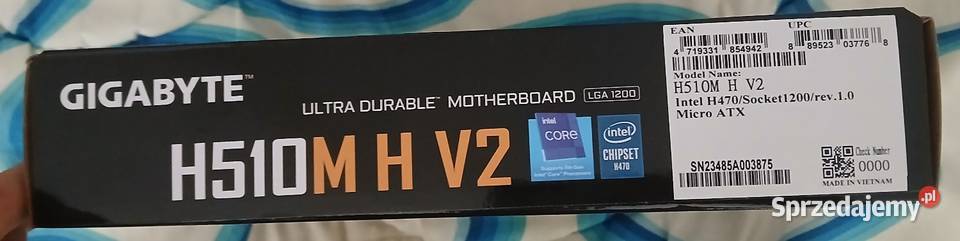 GIGABYTE™
ULTRA DURABLE™ MOTHERBOARD LGA 1200
H510M H V2
intel
CORE
intel
CHIPSET
H470
EAN UPC
4 719331 854942 8 89523 03776 8
Model Name:
H510M H V2
Intel H470/Socket1200/rev.1.0
Micro ATX
SN23485A003875
Check Number
0000
MADE IN VIETNAM
Sprzedajemy.pl